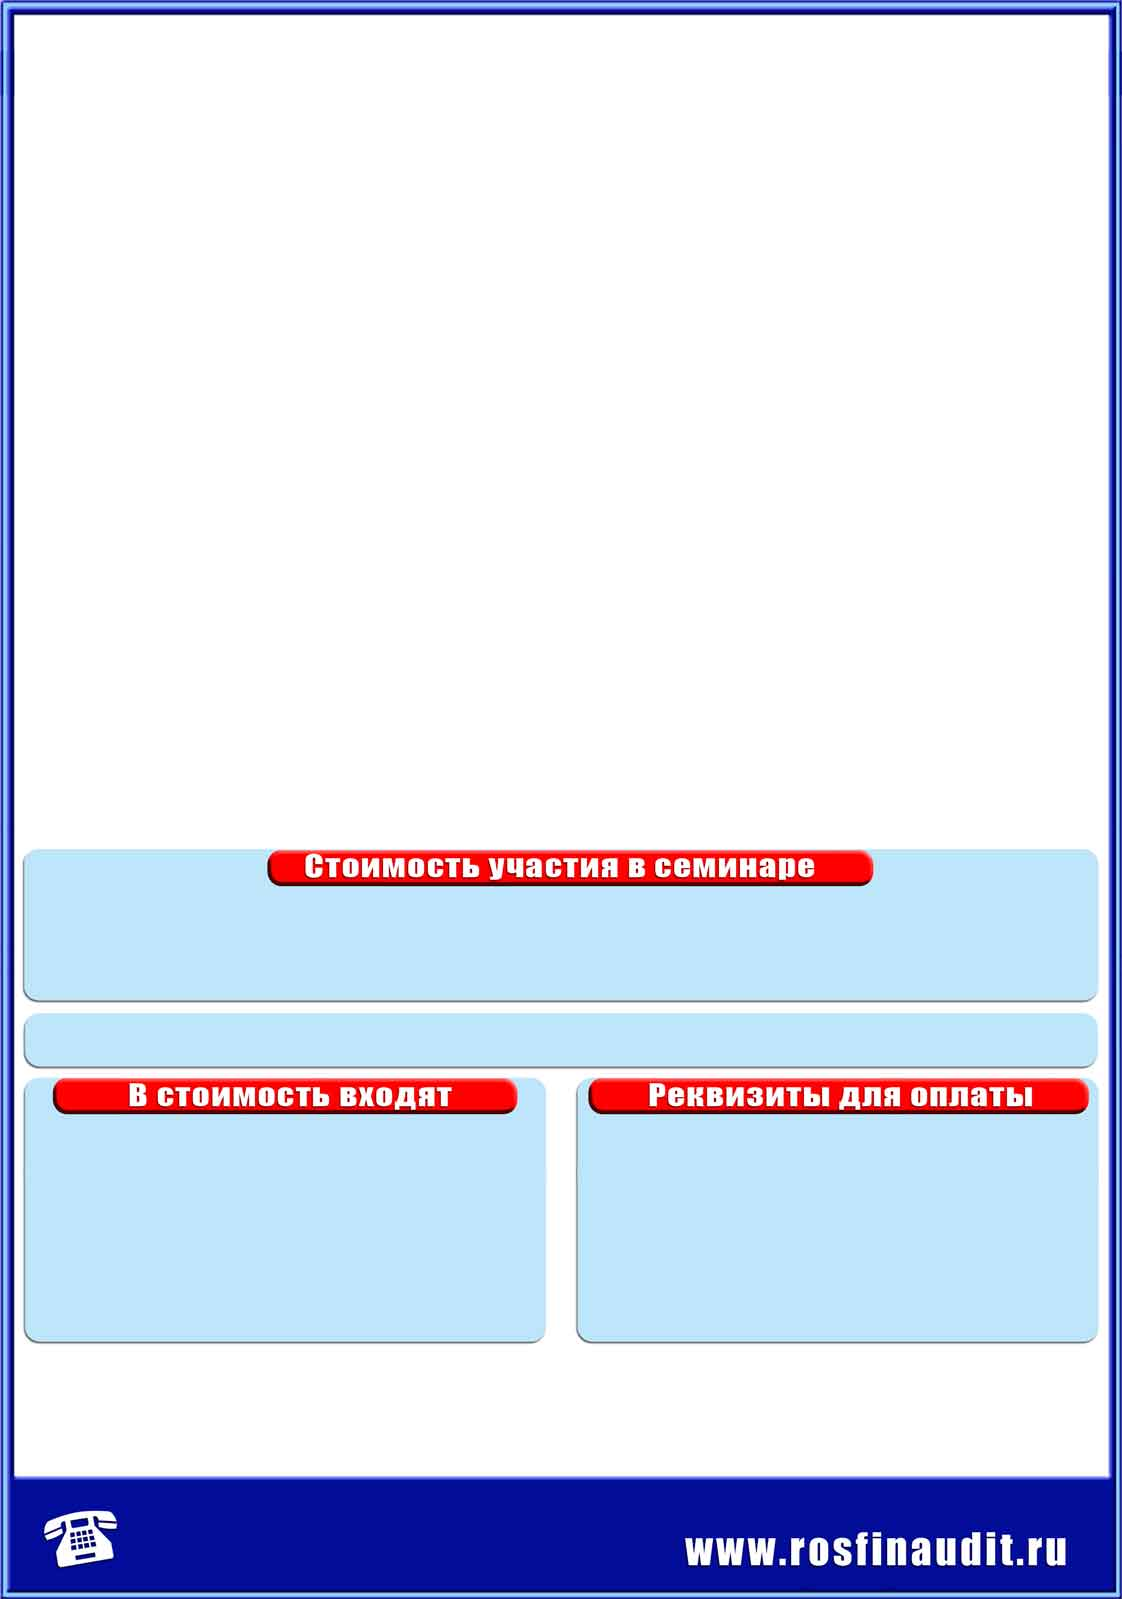 Стоимость участия в семинаре
В стоимость входят
Реквизиты для оплаты
www.rosfinaudit.ru